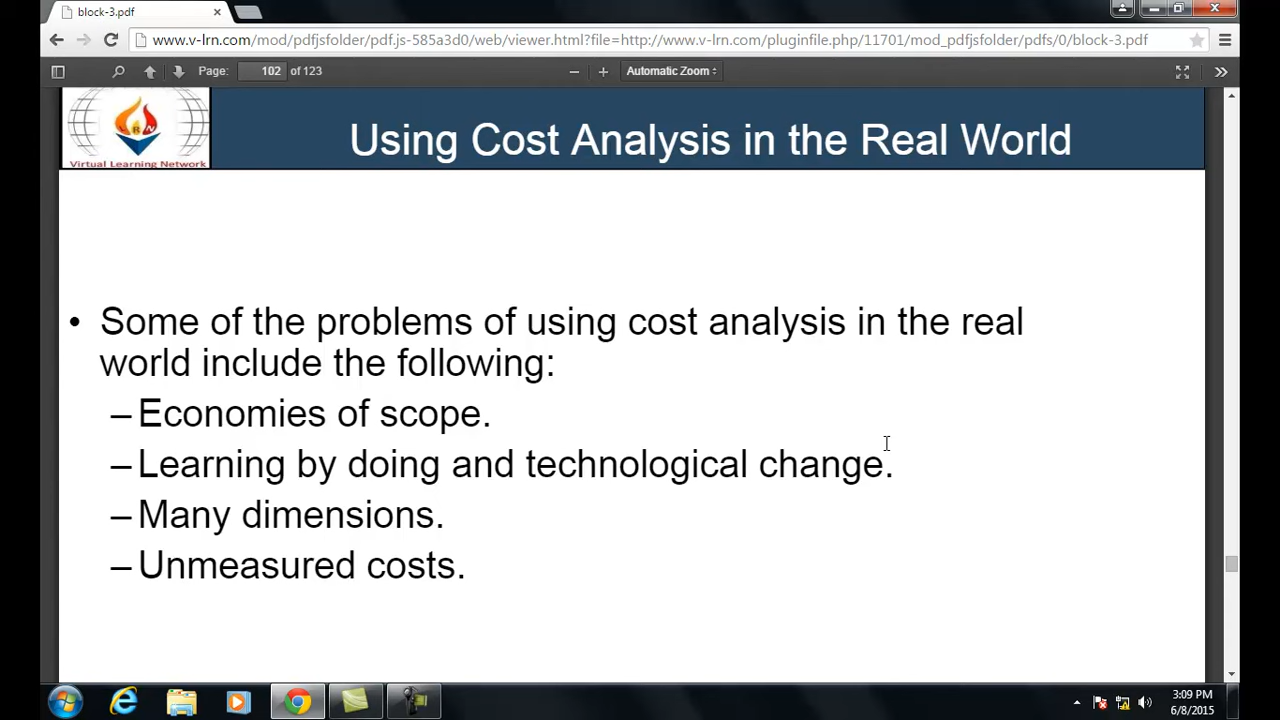 block-3.pdf
www.v-lrn.com/mod/pdfjsfolder/pdf.js-585a3d0/web/viewer.html?file=http://www.v-lrn.com/pluginfile.php/11701/mod_pdfjsfolder/pdfs/0/block-3.pdf
Page: 102 of 123
Automatic Zoom
VRN
Virtual Learning Network
Using Cost Analysis in the Real World
• Some of the problems of using cost analysis in the real
world include the following:
–Economies of scope.
–Learning by doing and technological change.
–Many dimensions.
–Unmeasured costs.
3:09 PM
6/8/2015